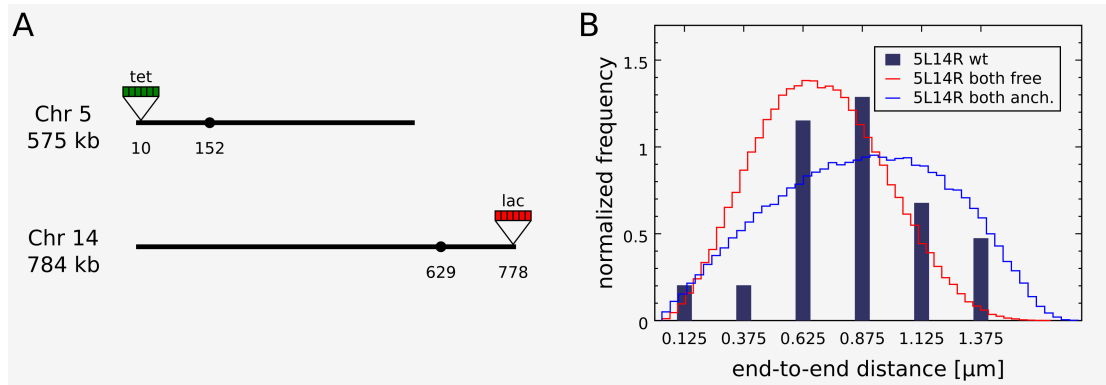 A
tet
Chr 5
575 kb
10 152
lac
Chr 14
784 kb
629 778
B
normalized frequency
1.5
1
0.5
0
5L14R wt
5L14R both free
5L14R both anch.
0.125 0.375 0.625 0.875 1.125 1.375
end-to-end distance [µm]